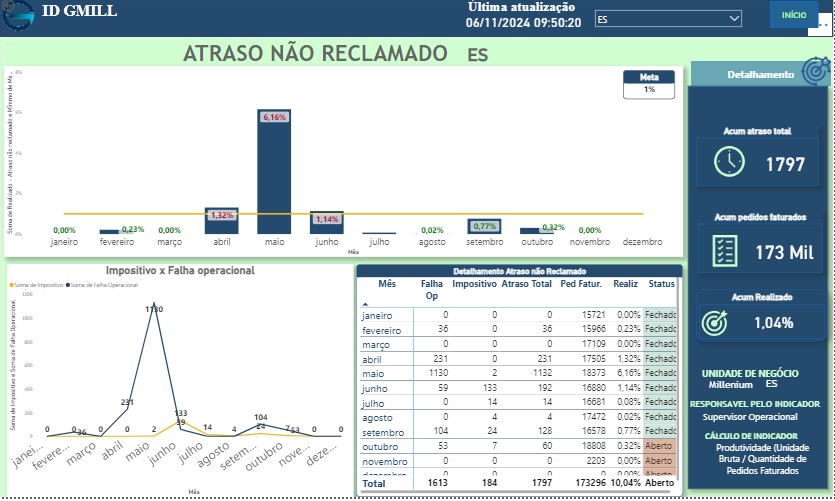 ID GMILL
Última atualização
06/11/2024 09:50:20
ES
INÍCIO
ATRASO NÃO RECLAMADO ES
Detalhamento
Meta
1%
8%
6%
4%
2%
0%
6,16%
1,32%
1,14%
0,77%
0,00%
0,23%
0,00%
0,02%
0,32%
0,00%
janeiro
fevereiro
março
abril
maio
junho
julho
agosto
setembro
outubro
novembro
dezembro
Mês
Acum atraso total
1797
Acum pedidos faturados
173 Mil
Acum Realizado
1,04%
UNIDADE DE NEGÓCIO
Millenium ES
RESPONSAVEL PELO INDICADOR
Supervisor Operacional
CÁLCULO DE INDICADOR
Produtividade (Unidade
Bruta / Quantidade de
Pedidos Faturados
Impositivo x Falha operacional
Soma de Impositivo Soma de Falha Operacional
Soma de Impositivo e Soma de Falha Operacional
1200
1000
800
600
400
200
0
1130
231
133
104
0 0 36 0 0 2 39 14 4 24 7 53 0 0
janei...
fevere...
março
abril
maio
junho
julho
agosto
setem...
outubro
nove...
deze...
Mês
Detalhamento Atraso não Reclamado
Mês Falha Op Impositivo Atraso Total Ped Fatur. Realiz Status
janeiro 0 0 0 15721 0,00% Fechado
fevereiro 36 0 36 15966 0,23% Fechado
março 0 0 0 17109 0,00% Fechado
abril 231 0 231 17505 1,32% Fechado
maio 1130 2 1132 18373 6,16% Fechado
junho 59 133 192 16880 1,14% Fechado
julho 0 14 14 16681 0,08% Fechado
agosto 0 4 4 17472 0,02% Fechado
setembro 104 24 128 16578 0,77% Fechado
outubro 53 7 60 18808 0,32% Aberto
novembro 0 0 0 2203 0,00% Aberto
Total 1613 184 1797 173296 10,04% Aberto